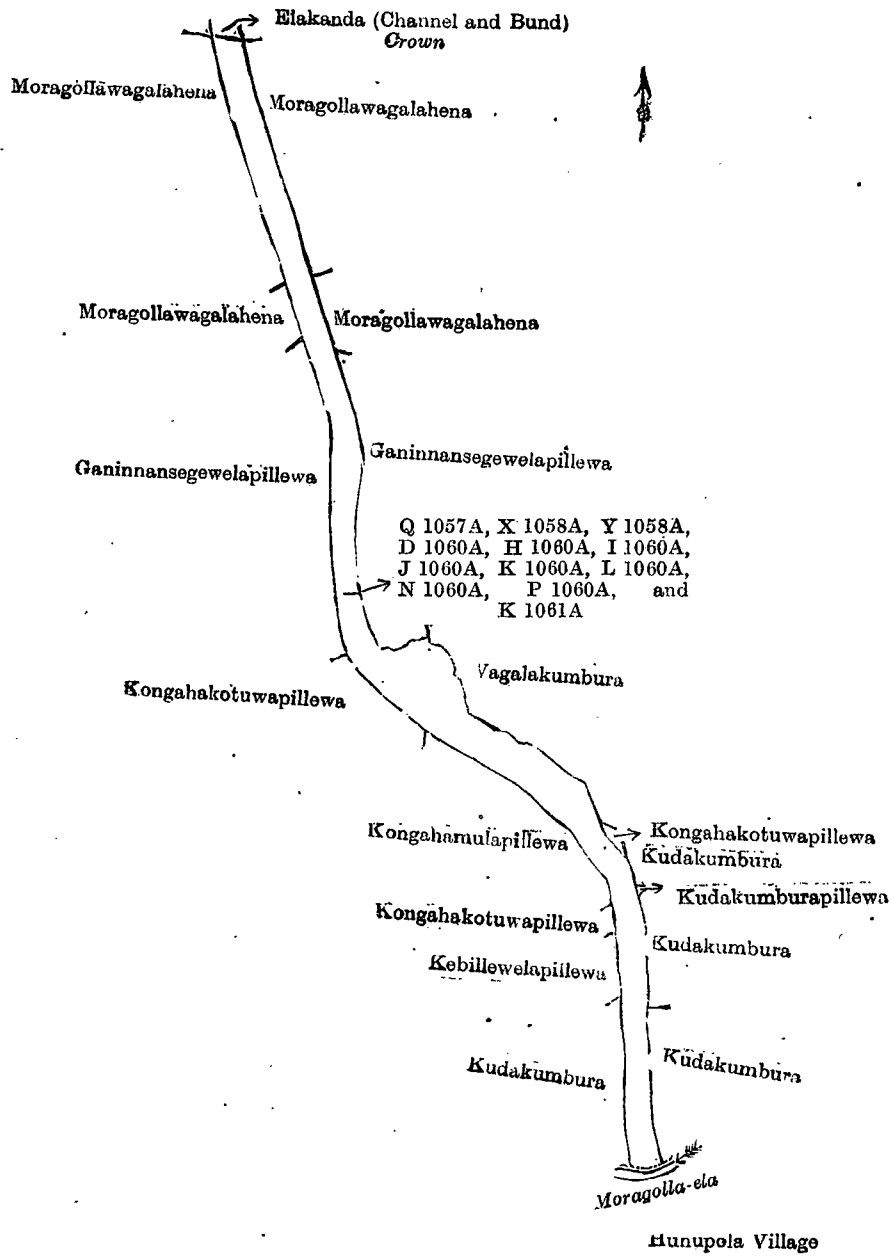 Elakanda (Channel and Bund)
Crown
Moragollawagalahena
Moragollawagalahena
Moragollawagalahena
Moragollawagalahena
Ganinnansegewelapillewa
Ganinnansegewelapillewa
Q 1057A, X 1058A, Y 1058A,
D 1060A, H 1060A, I 1060A,
J 1060A, K 1060A, L 1060A,
N 1060A, P 1060A, and
K 1061A
Vagalakumbura
Kongahakotuwapillewa
Kongahamulapillewa
Kongahakotuwapillewa
Kudakumbura
Kudakumburapillewa
Kongahakotuwapillewa
Kudakumbura
Kebillewelapillewa
Kudakumbura
Kudakumbura
Moragolla-ela
Hunupola Village